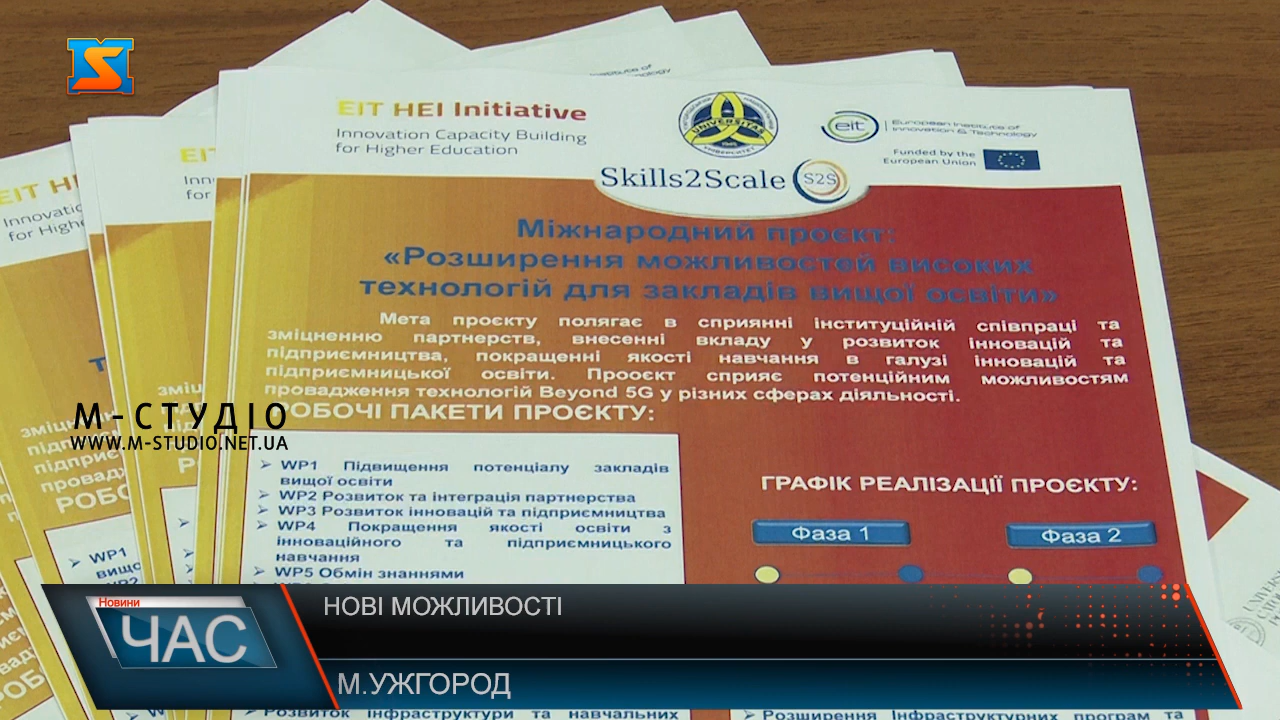 EIT HEI Initiative
Innovation Capacity Building
for Higher Education
UNIVERSITAS
eit
European Institute of
Innovation & Technology
Funded by the
European Union
Skills2Scale S2S
Міжнародний проєкт:
«Розширення можливостей високих
технологій для закладів вищої освіти»
Мета проєкту полягає в сприянні інституційній співпраці та
зміцненню партнерств, внесенні вкладу у розвиток інновацій та
підприємництва, покращенні якості навчання в галузі інновацій та
підприємницької освіти. Прооєкт сприяє потенційним можливостям
провадження технологій Beyond 5G у різних сферах діяльності.
РОБОЧІ ПАКЕТИ ПРОЄКТУ:
М-СТУДІО
WWW.M-STUDIO.NET.UA
WP1 Підвищення потенціалу закладів
вищої освіти
WP2 Розвиток та інтеграція партнерства
WP3 Розвиток інновацій та підприємництва
WP4 Покращення якості освіти з
інноваційного та підприємницького
навчання
WP5 Обмін знаннями
ГРАФІК РЕАЛІЗАЦІЇ ПРОЄКТУ:
Фаза 1
Фаза 2
Новини
ЧАС
НОВІ МОЖЛИВОСТІ
М.УЖГОРОД
Розвиток інфраструктури та навчальних
Розширення інфраструктурних програм та